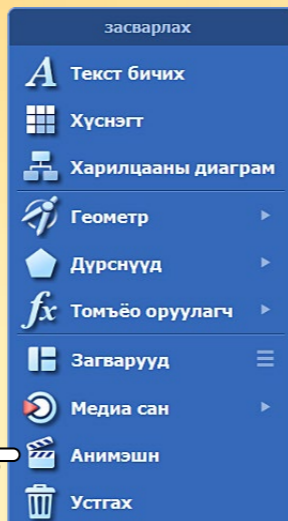 засварлах
Текст бичих
Хүснэгт
Харилцааны диаграм
Геометр
Дүрснүүд
Томъёо оруулагч
Загварууд
Медиа сан
Анимэшн
Устгах